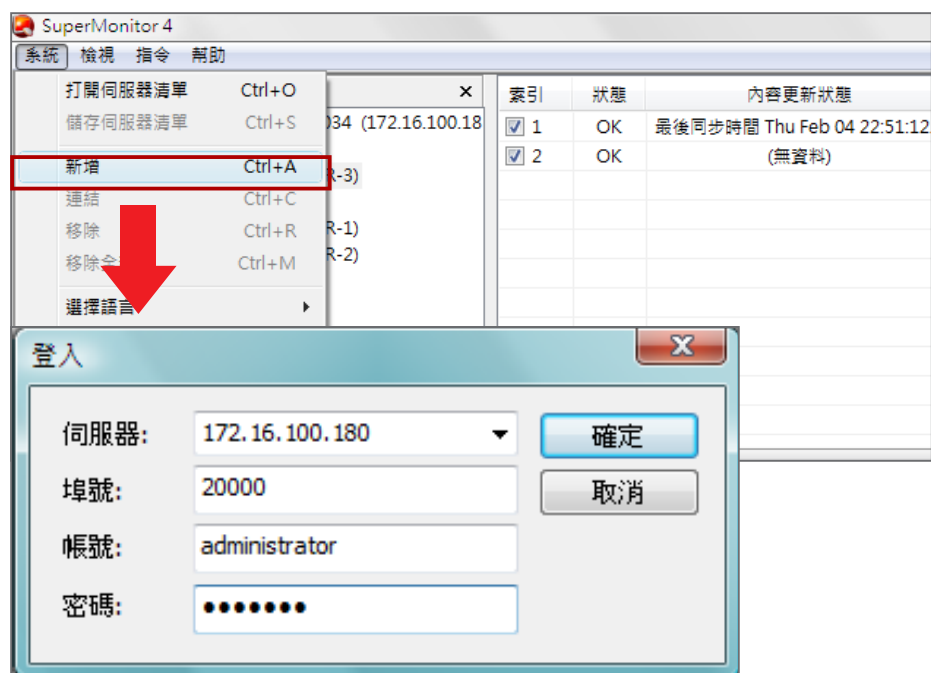 SuperMonitor 4
系統 檢視 指令 幫助
打開伺服器清單 Ctrl+O
儲存伺服器清單 Ctrl+S
新增 Ctrl+A
連結 Ctrl+C
移除 Ctrl+R
移除全 Ctrl+M
選擇語言
034 (172.16.100.18
R-3)
R-1)
R-2)
索引 狀態 內容更新狀態
1 OK 最後同步時間 Thu Feb 04 22:51:12
2 OK (無資料)
登入
伺服器: 172.16.100.180 確定
埠號: 20000 取消
帳號: administrator
密碼: •••••••